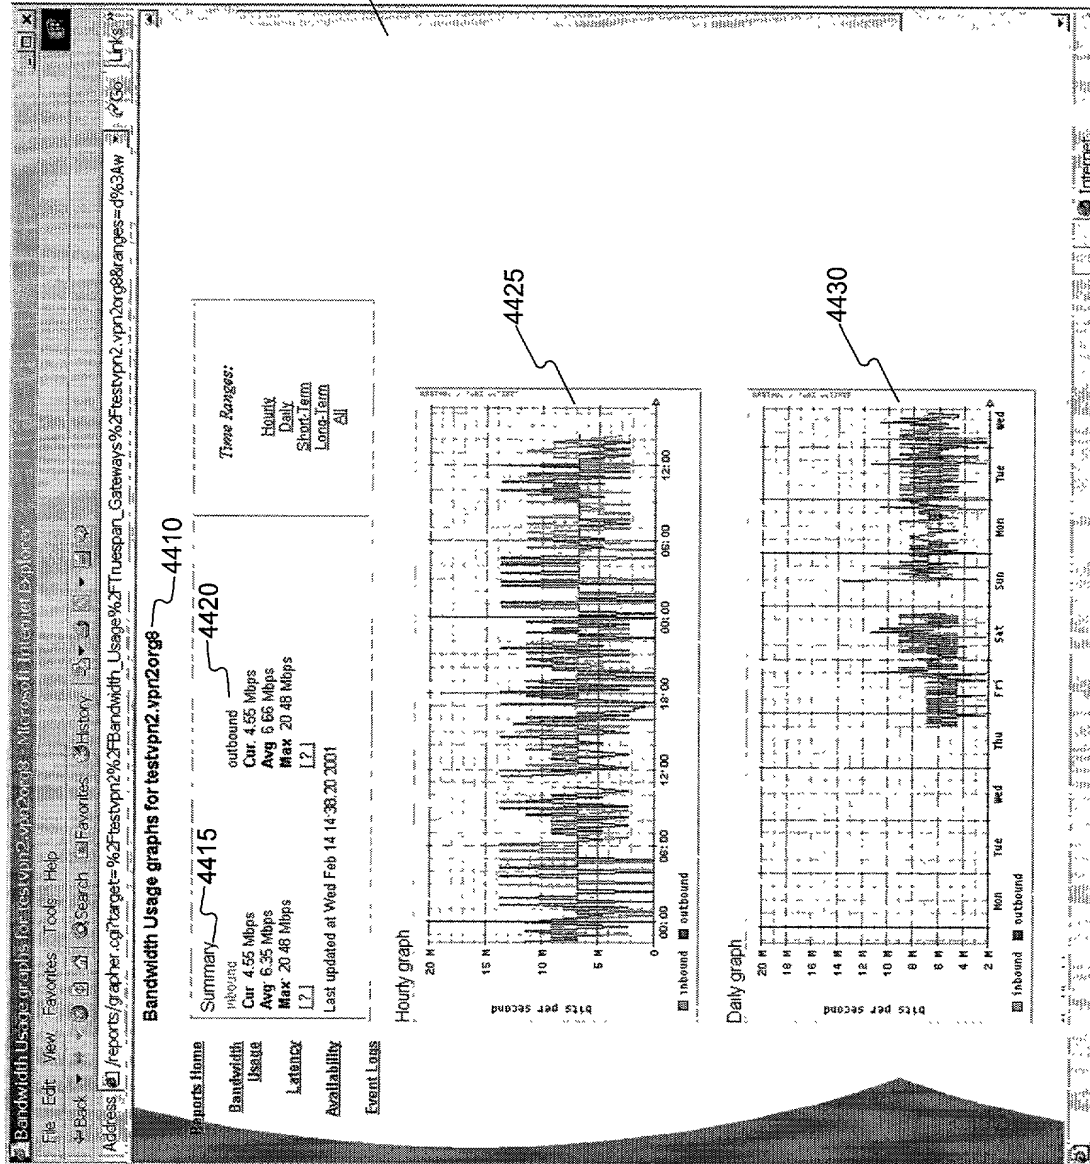 Bandwidth Usage graphs for testvpn2.vpn2org8 - Microsoft Internet Explorer
File Edit View Favorites Tools Help
Back Search Favorites History
Address /reports/grapher.cgi?target=%2Ftestvpn2%2FBandwidth_Usage%2FTruespan_Gateways%2Ftestvpn2.vpn2org8&ranges=d%3Aw Go Links »
Reports Home
Bandwidth Usage
Latency
Availability
Event Logs
Bandwidth Usage graphs for testvpn2.vpn2org8
4410
Summary
4415
4420
inbound
Cur: 4.55 Mbps
Avg: 6.35 Mbps
Max: 20.48 Mbps
[ ? ]
outbound
Cur: 4.55 Mbps
Avg 6.66 Mbps
Max 20.48 Mbps
[ ? ]
Last updated at Wed Feb 14 14:38:20 2001
Time Ranges:
Hourly
Daily
Short-Term
Long-Term
All
Hourly graph
4425
bits per second
20 M
15 M
10 M
5 M
0
00:00 06:00 12:00 18:00 00:00 06:00 12:00
inbound outbound
Daily graph
4430
bits per second
20 M
18 M
16 M
14 M
12 M
10 M
8 M
6 M
4 M
2 M
Mon Tue Wed Thu Fri Sat Sun Mon Tue Wed
inbound outbound
Internet